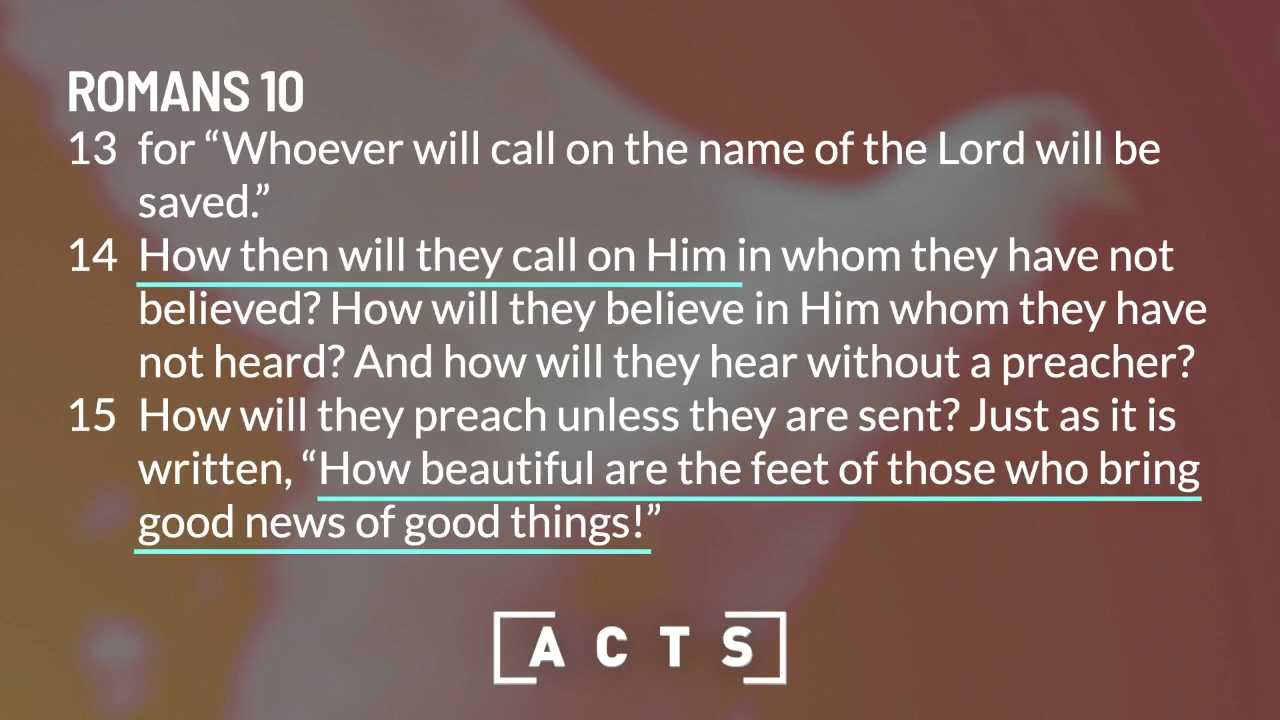 ROMANS 10
13 for “Whoever will call on the name of the Lord will be
saved.”
14 How then will they call on Him in whom they have not
believed? How will they believe in Him whom they have
not heard? And how will they hear without a preacher?
15 How will they preach unless they are sent? Just as it is
written, “How beautiful are the feet of those who bring
good news of good things!”
ACTS